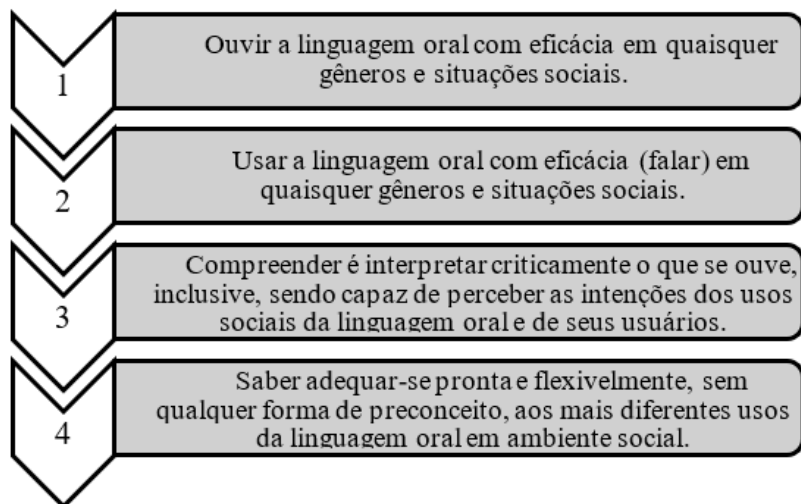 1
Ouvir a linguagem oral com eficácia em quaisquer
gêneros e situações sociais.
2
Usar a linguagem oral com eficácia (falar) em
quaisquer gêneros e situações sociais.
3
Compreender é interpretar criticamente o que se ouve,
inclusive, sendo capaz de perceber as intenções dos usos
sociais da linguagem oral e de seus usuários.
4
Saber adequar-se pronta e flexivelmente, sem
qualquer forma de preconceito, aos mais diferentes usos
da linguagem oral em ambiente social.